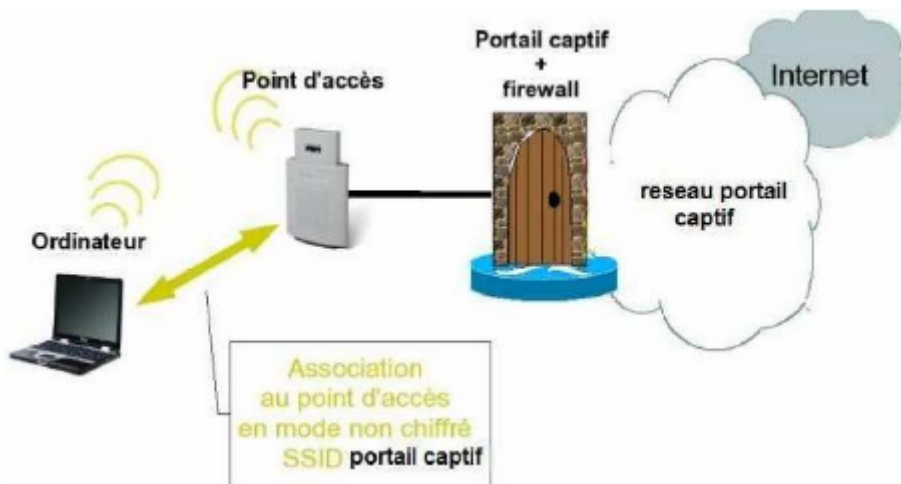 Portail captif
+
firewall
Internet
Point d'accès
reseau portail
captif
Ordinateur
Association
au point d'accès
en mode non chiffré
SSID portail captif